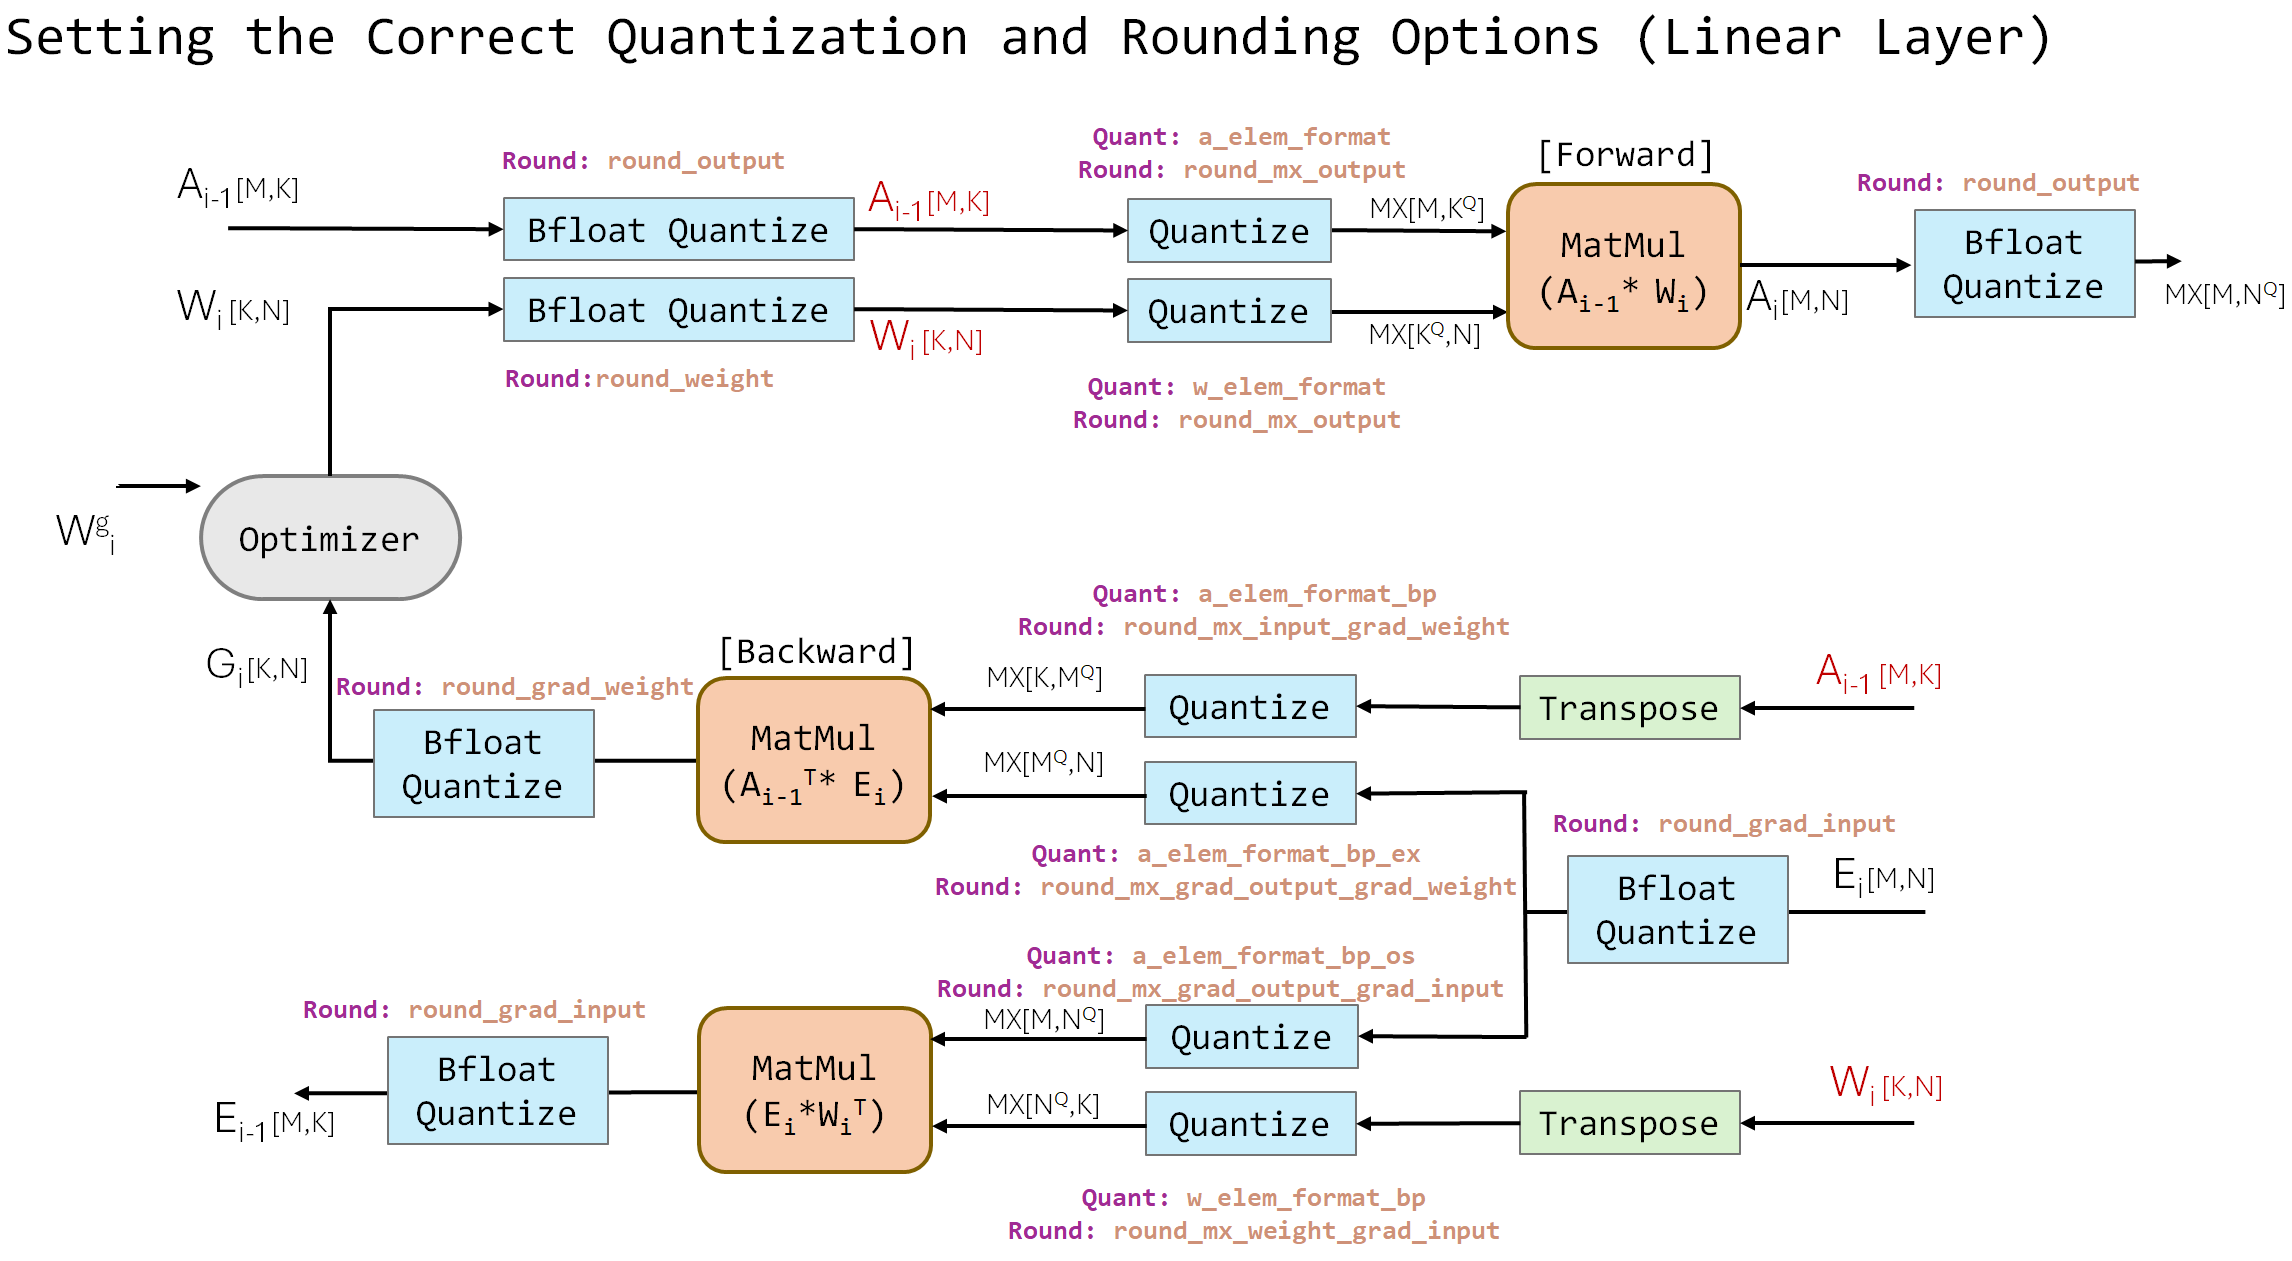 Setting the Correct Quantization and Rounding Options (Linear Layer)
Quant: a_elem_format
Round: round_mx_output
[Forward]
Round: round_output
Round: round_output
A_{i-1}[M,K]
Bfloat Quantize
A_{i-1}[M,K]
Quantize
MX[M,K^Q]
MatMul
(A_{i-1}* W_i)
Bfloat
Quantize
W_i[K,N]
Bfloat Quantize
W_i[K,N]
Quantize
MX[K^Q,N]
A_i[M,N]
MX[M,N^Q]
Round:round_weight
Quant: w_elem_format
Round: round_mx_output
W^g_i
Optimizer
Quant: a_elem_format_bp
Round: round_mx_input_grad_weight
[Backward]
G_i[K,N]
Round: round_grad_weight
MX[K,M^Q]
Quantize
Transpose
A_{i-1}[M,K]
Bfloat
Quantize
MatMul
(A_{i-1}^T* E_i)
MX[M^Q,N]
Quantize
Round: round_grad_input
Quant: a_elem_format_bp_ex
Round: round_mx_grad_output_grad_weight
Bfloat
Quantize
E_i[M,N]
Quant: a_elem_format_bp_os
Round: round_mx_grad_output_grad_input
Round: round_grad_input
MX[M,N^Q]
Quantize
Bfloat
Quantize
MatMul
(E_i*W_i^T)
E_{i-1}[M,K]
MX[N^Q,K]
Quantize
Transpose
W_i[K,N]
Quant: w_elem_format_bp
Round: round_mx_weight_grad_input